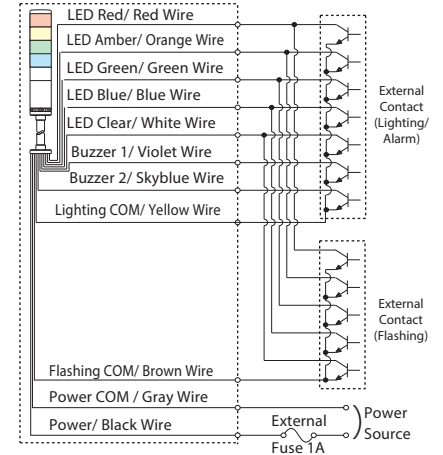 LED Red/ Red Wire
LED Amber/ Orange Wire
LED Green/ Green Wire
LED Blue/ Blue Wire
LED Clear/ White Wire
Buzzer 1/ Violet Wire
Buzzer 2/ Skyblue Wire
Lighting COM/ Yellow Wire
External
Contact
(Lighting/
Alarm)
External
Contact
(Flashing)
Flashing COM/ Brown Wire
Power COM / Gray Wire
Power/ Black Wire
External
Fuse 1A
Power
Source